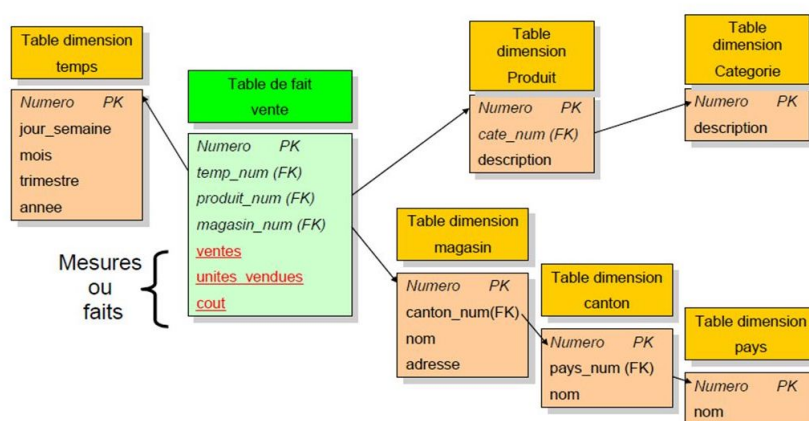 Table dimension
temps
Numero PK
jour_semaine
mois
trimestre
annee
Table de fait
vente
Numero PK
temp_num (FK)
produit_num (FK)
magasin_num (FK)
ventes
unites_vendues
cout
Mesures
ou
faits
Table
dimension
Produit
Numero PK
cate_num (FK)
description
Table
dimension
Categorie
Numero PK
description
Table dimension
magasin
Numero PK
canton_num(FK)
nom
adresse
Table dimension
canton
Numero PK
pays_num (FK)
nom
Table dimension
pays
Numero PK
nom